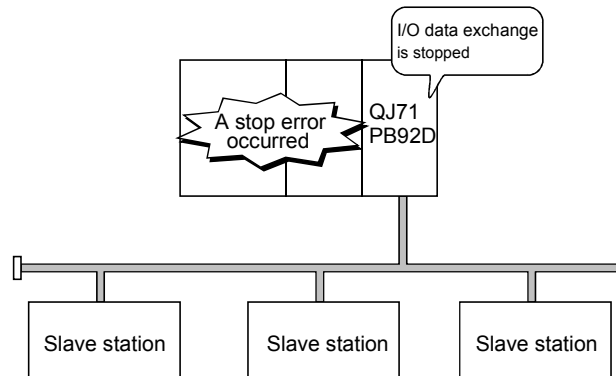 I/O data exchange
is stopped
A stop error
occurred
QJ71
PB92D
Slave station
Slave station
Slave station